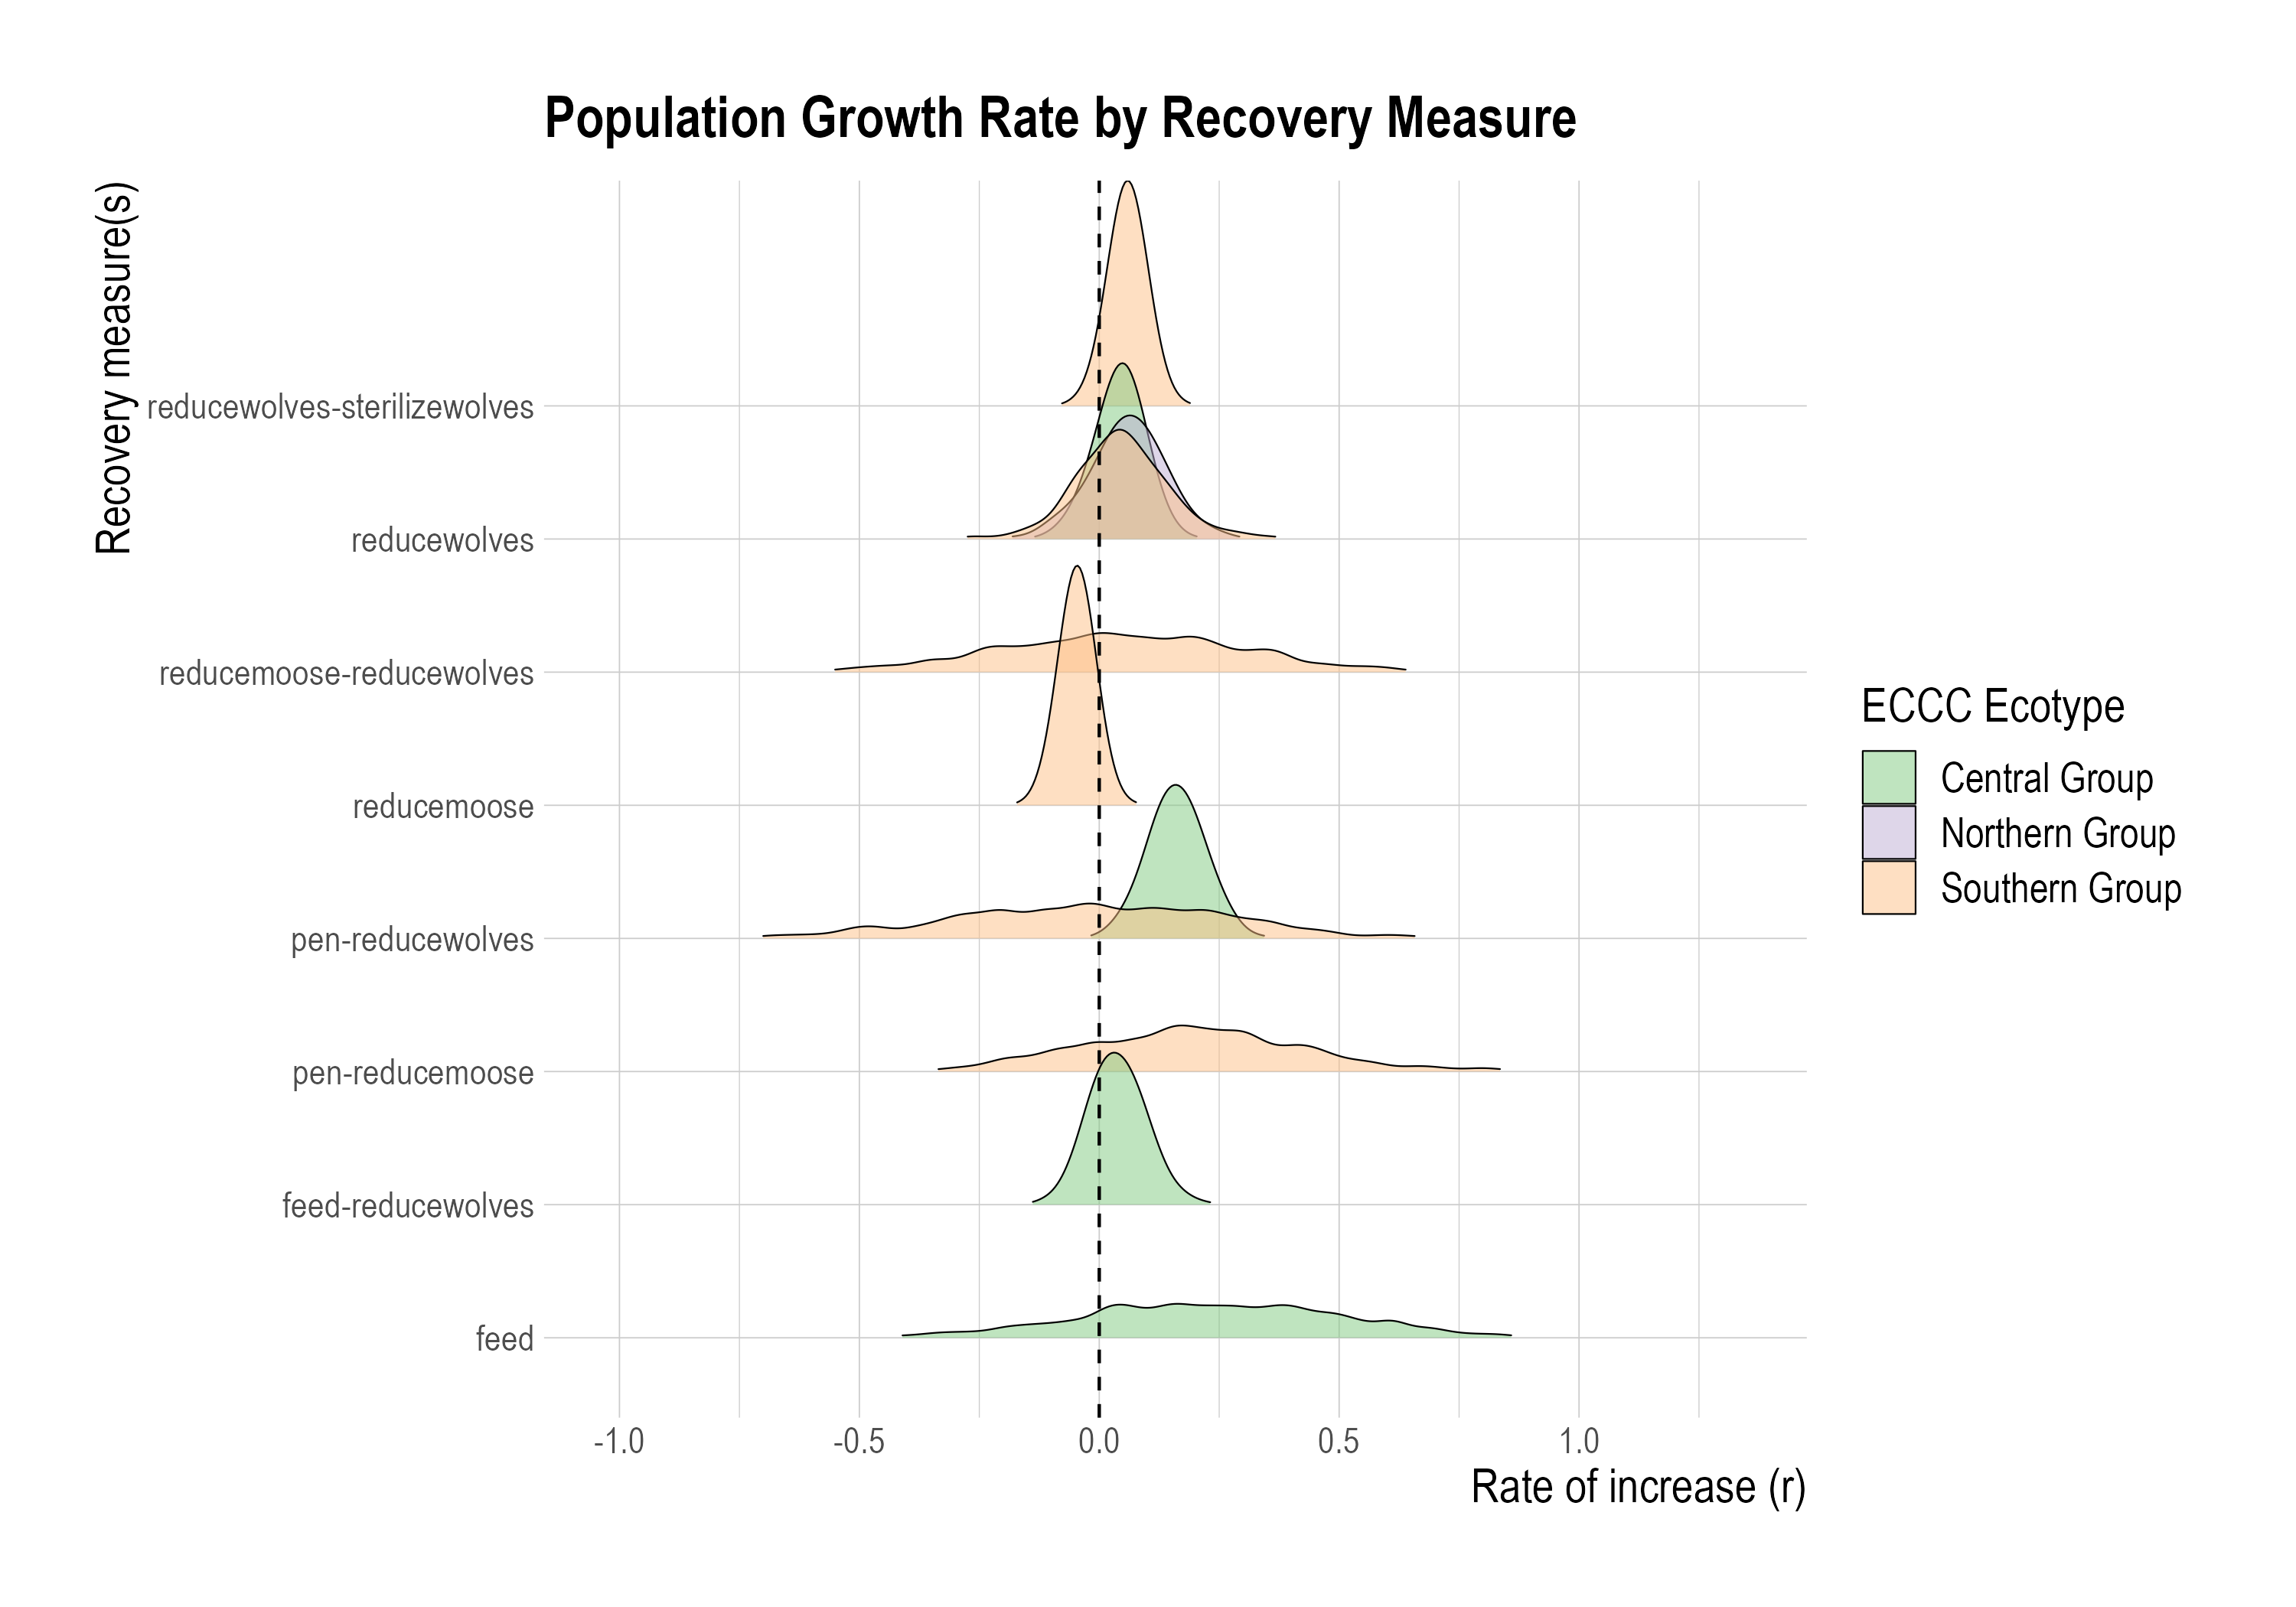 Population Growth Rate by Recovery Measure
Recovery measure(s)
reducewolves-sterilizewolves
reducewolves
reducemoose-reducewolves
reducemoose
pen-reducewolves
pen-reducemoose
feed-reducewolves
feed
-1.0
-0.5
0.0
0.5
1.0
Rate of increase (r)
ECCC Ecotype
Central Group
Northern Group
Southern Group